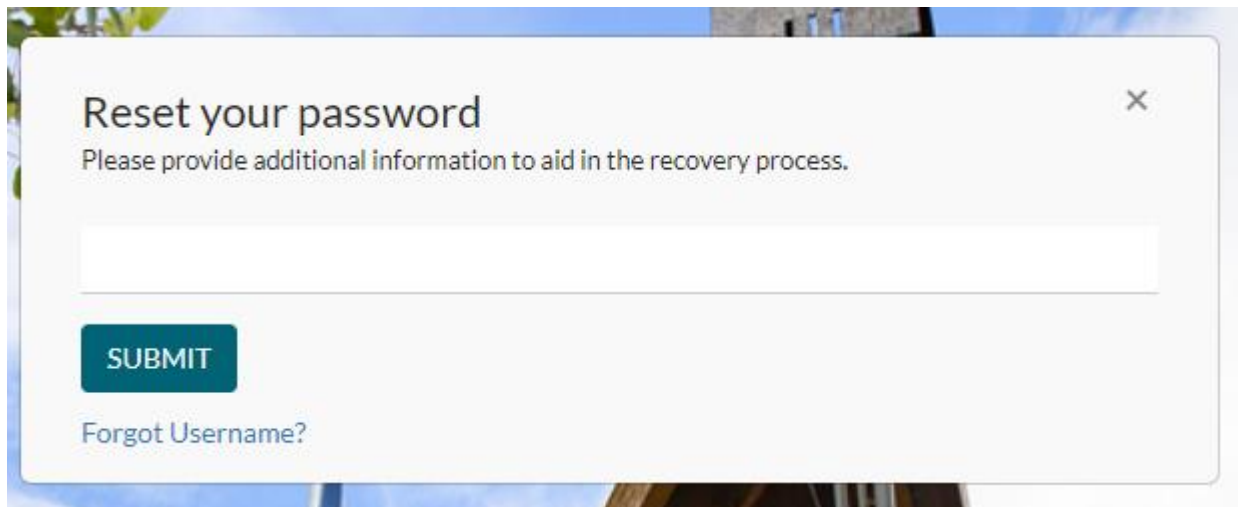 Reset your password
Please provide additional information to aid in the recovery process.
SUBMIT
Forgot Username?